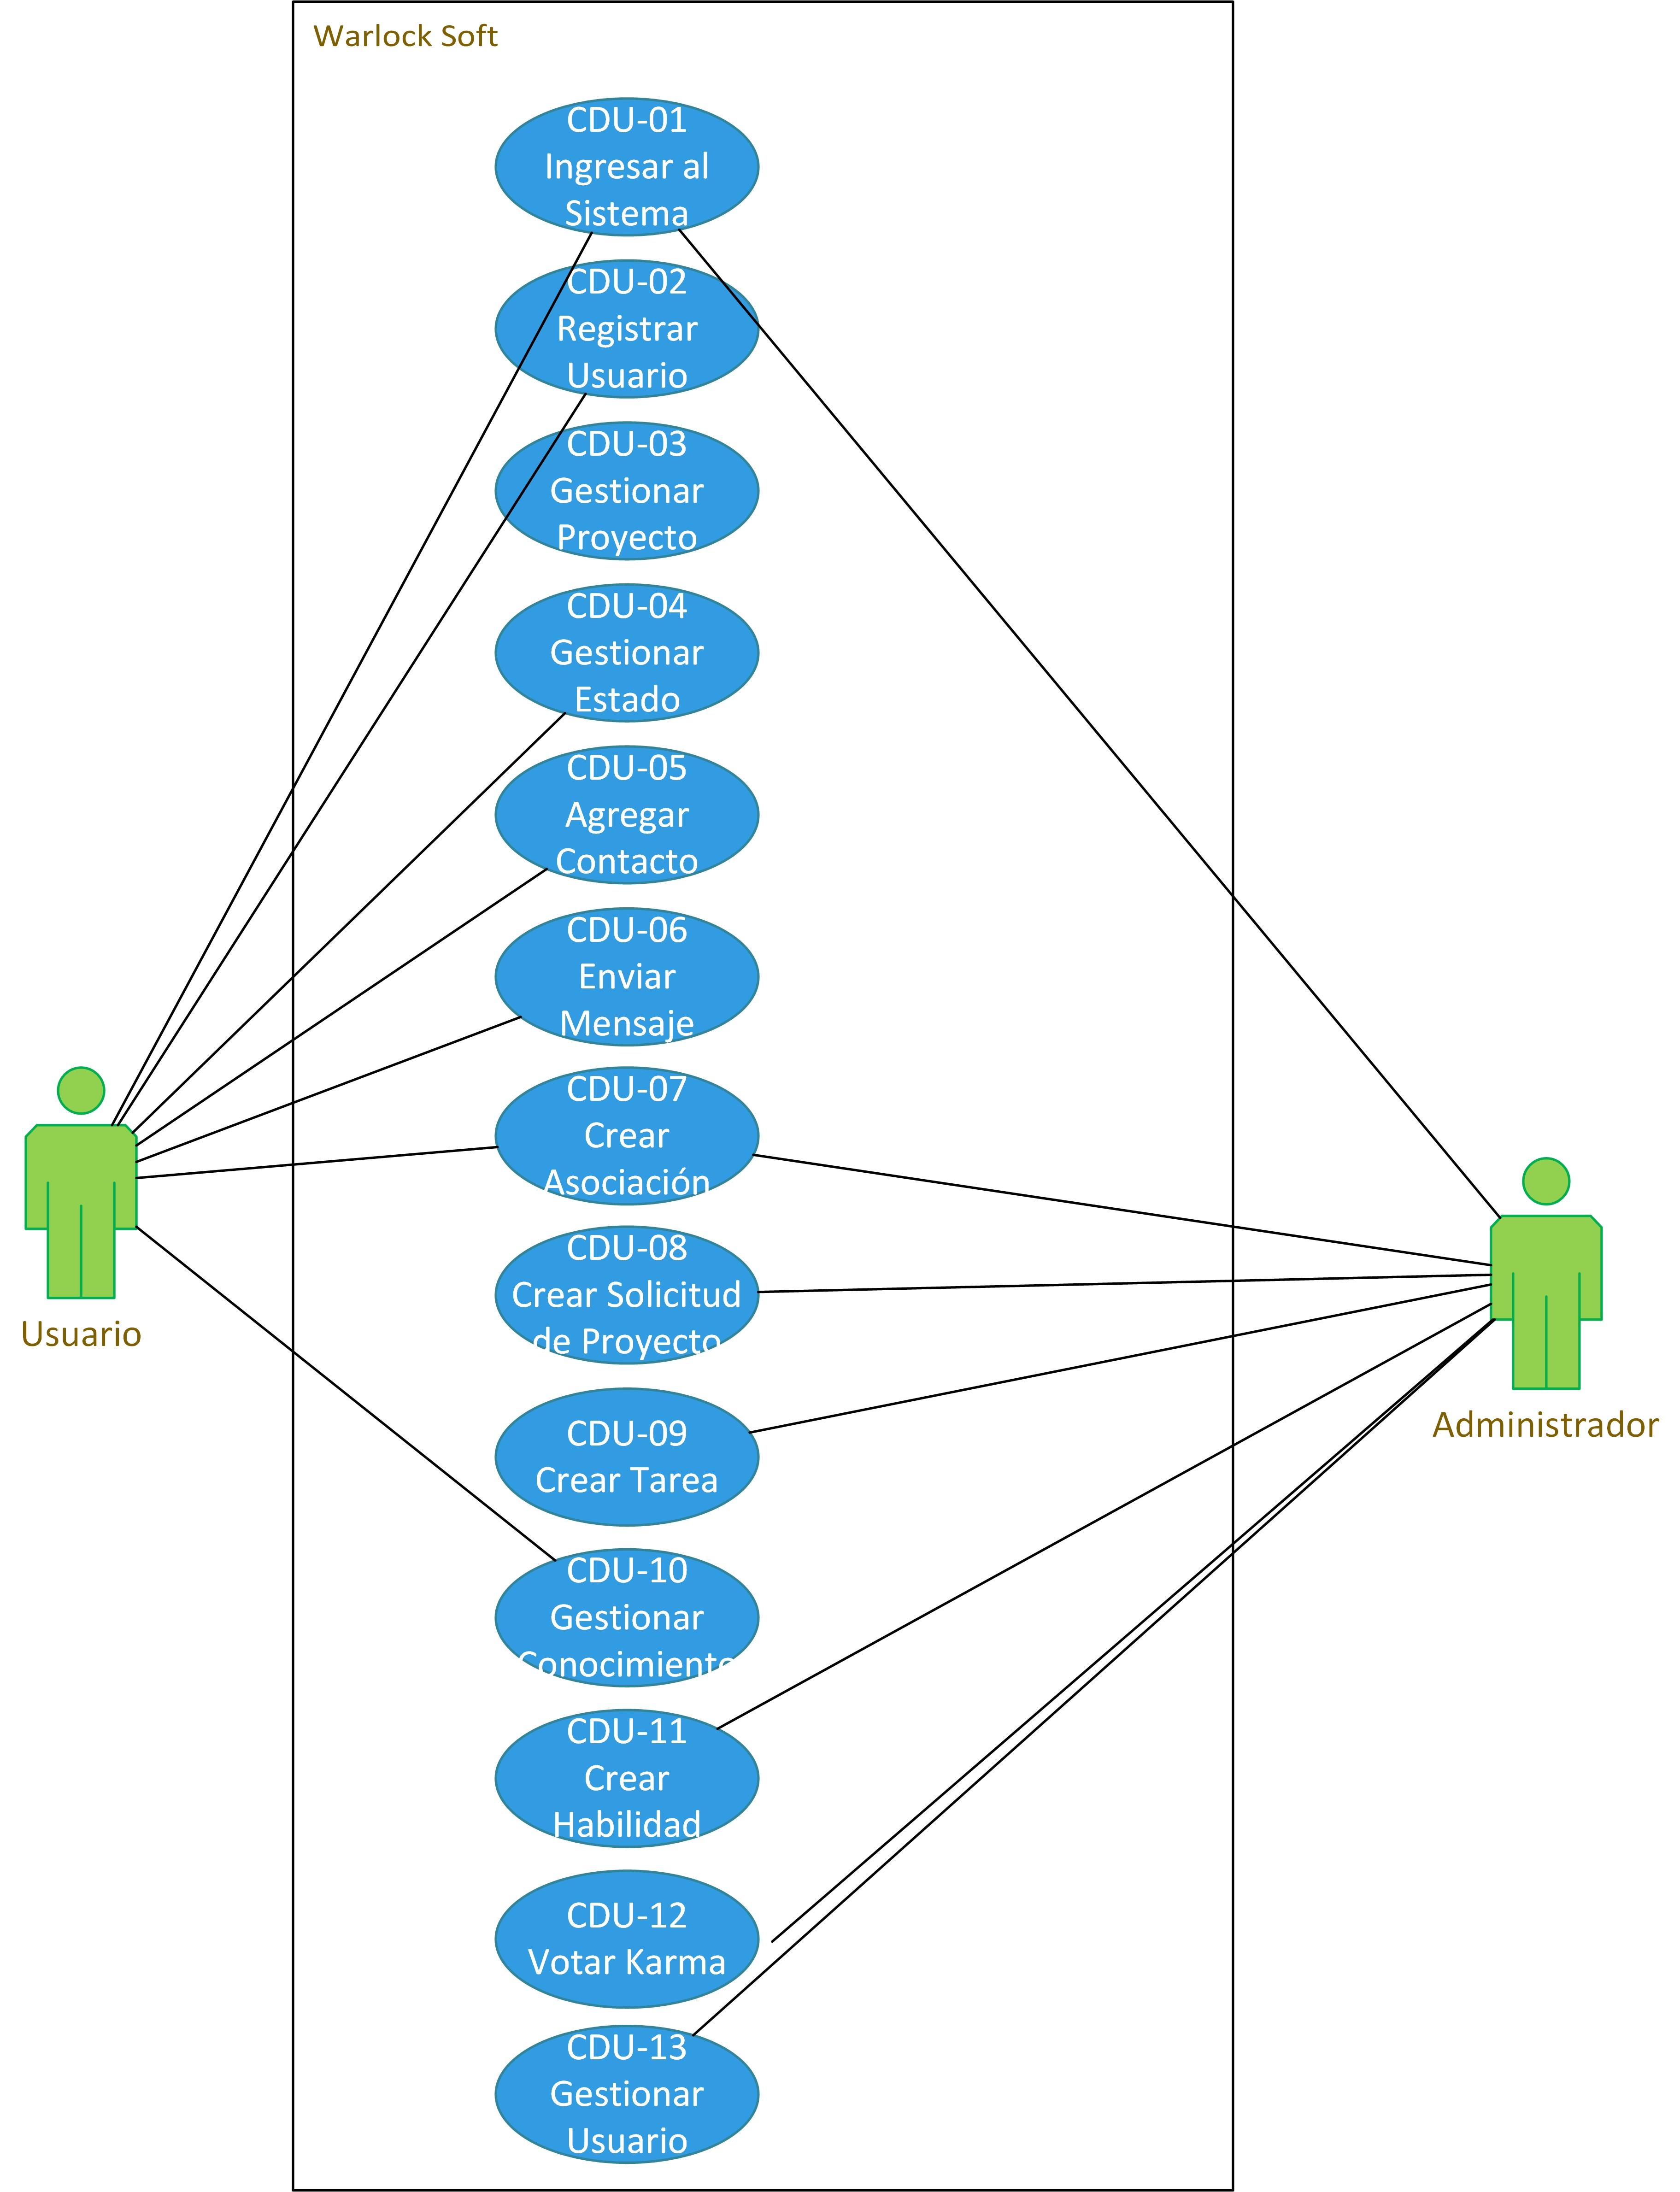 Warlock Soft
CDU-01
Ingresar al
Sistema
CDU-02
Registrar
Usuario
CDU-03
Gestionar
Proyecto
CDU-04
Gestionar
Estado
CDU-05
Agregar
Contacto
CDU-06
Enviar
Mensaje
CDU-07
Crear
Asociación
CDU-08
Crear Solicitud
de Proyecto
Usuario
CDU-09
Crear Tarea
Administrador
CDU-10
Gestionar
Conocimiento
CDU-11
Crear
Habilidad
CDU-12
Votar Karma
CDU-13
Gestionar
Usuario